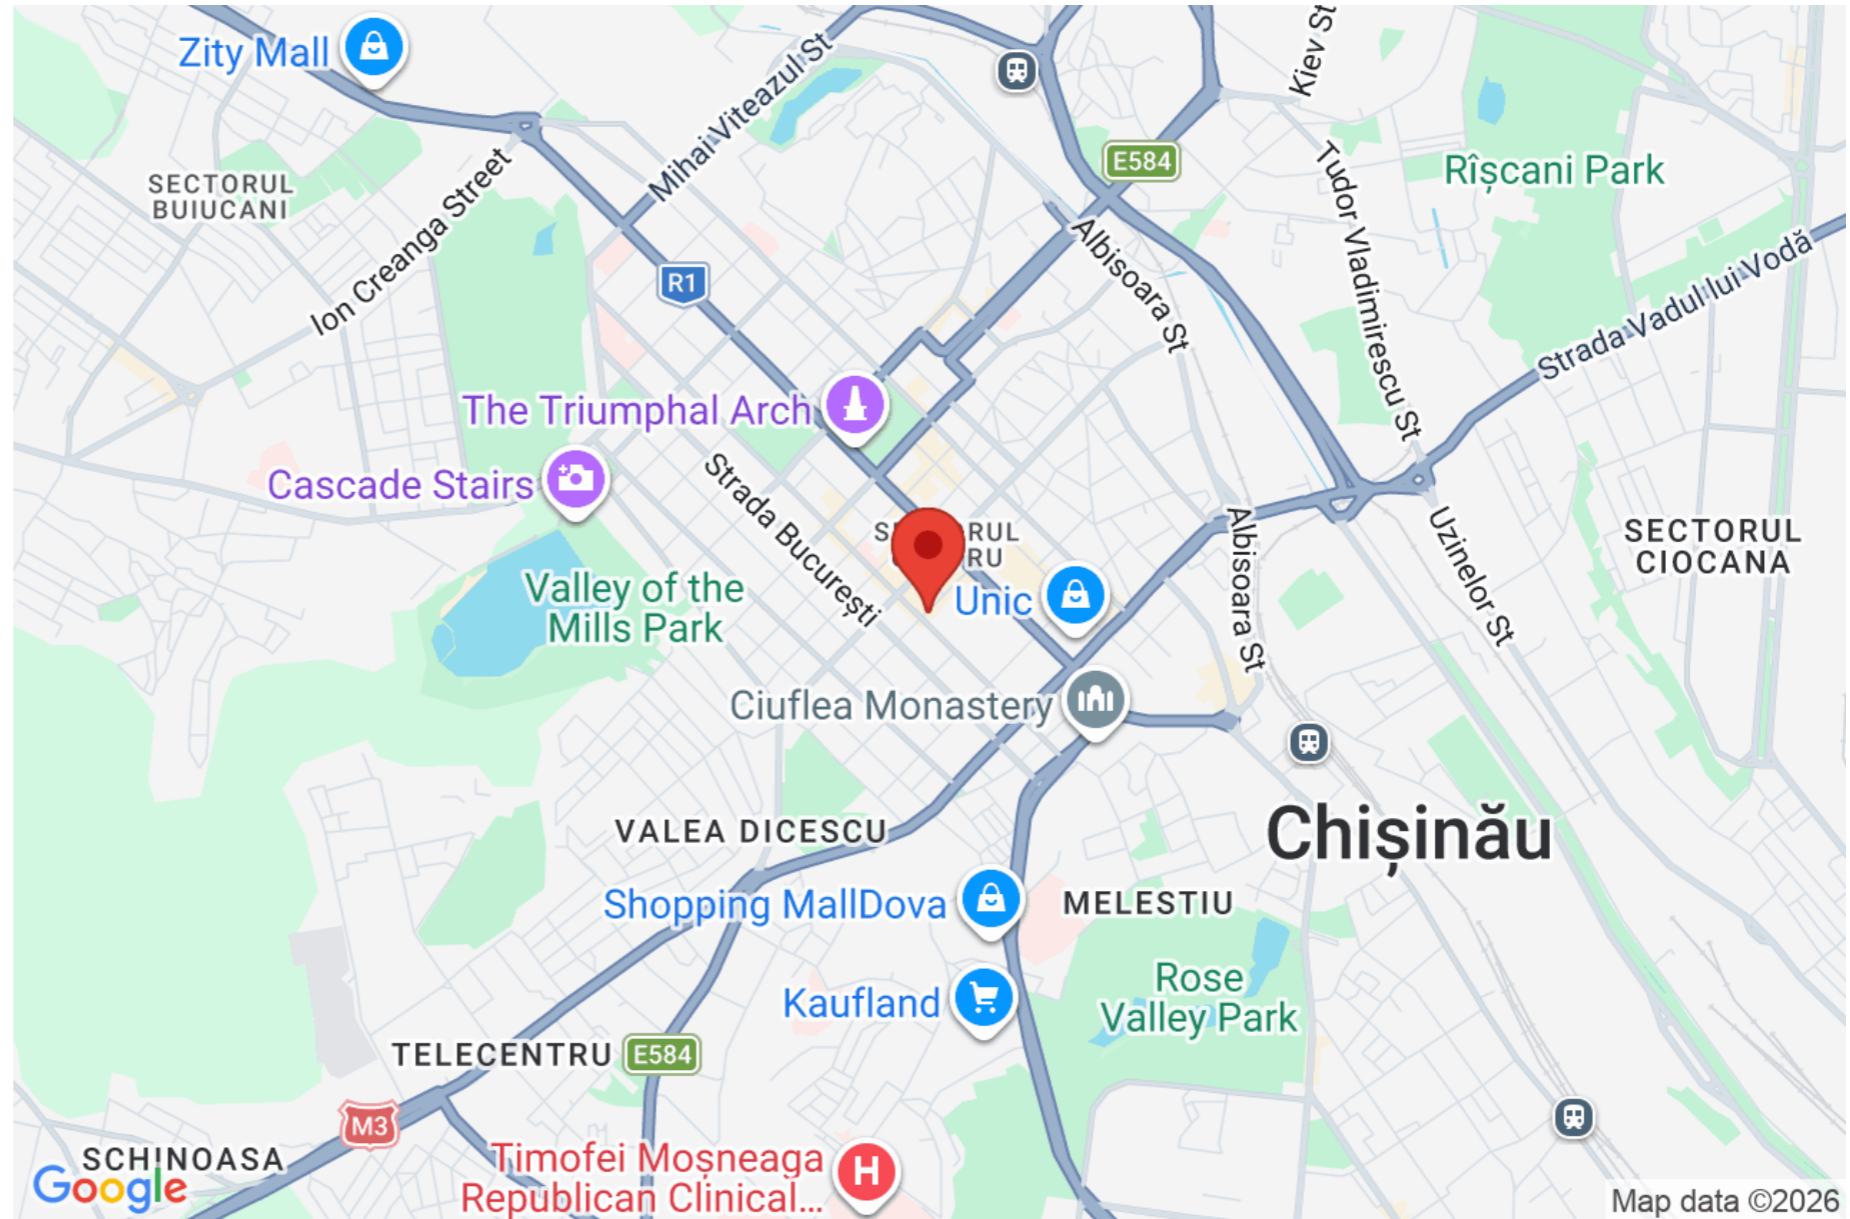 Zity Mall
Mihai Viteazul St
Kiev St
E584
Rîșcani Park
SECTORUL
BUIUCANI
Ion Creanga Street
Tudor Vladimirescu St
Albisoara St
Strada Vadul lui Vodă
R1
The Triumphal Arch
Cascade Stairs
Strada București
Albisoara St
Uzinelor St
SECTORUL
CIOCANA
Valley of the
Mills Park
Unic
Ciuflea Monastery
Chișinău
VALEA DICESCU
Shopping MallDova
MELESTIU
Kaufland
Rose
Valley Park
TELECENTRU
E584
M3
SCHINOASA
Timofei Moșneaga
Republican Clinical...
H
Google
Map data ©2026